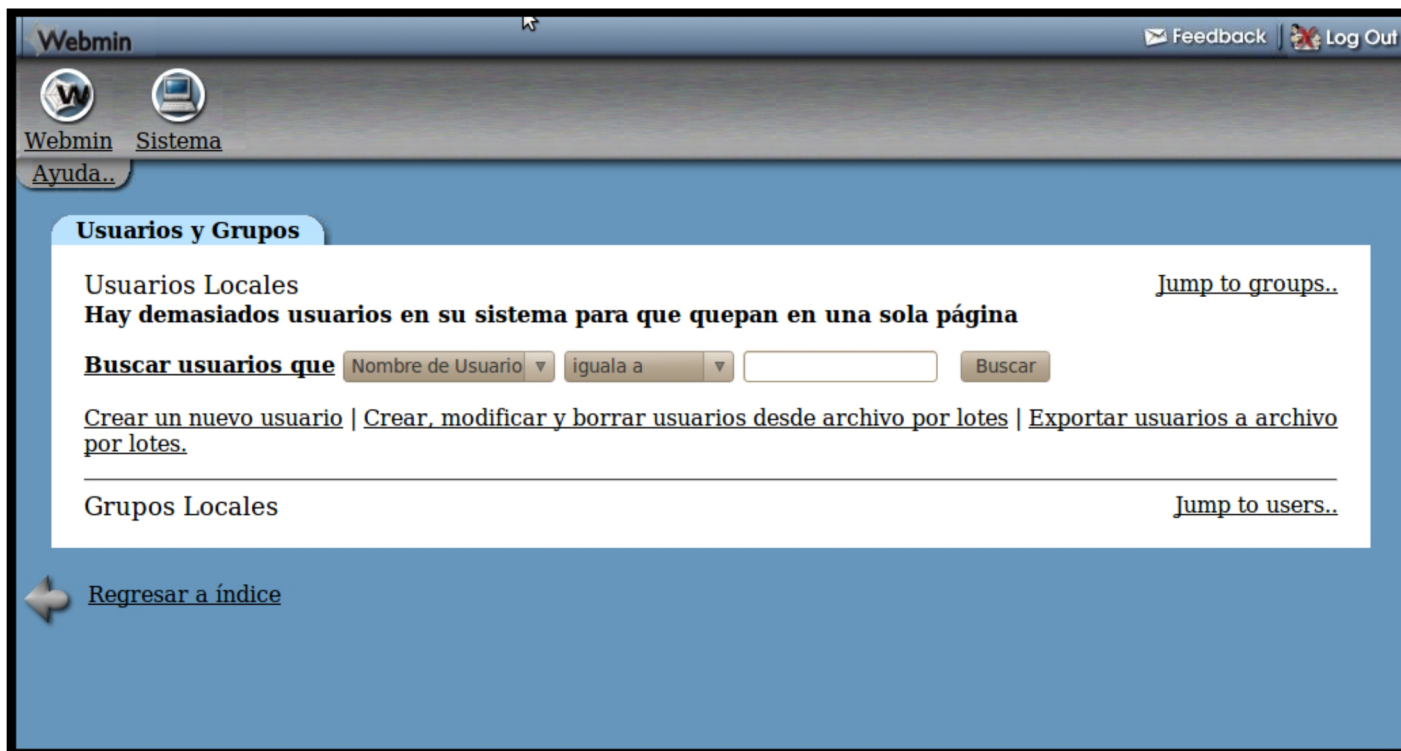 Webmin
Feedback
Log Out
Webmin
Sistema
Ayuda..
Usuarios y Grupos
Usuarios Locales
Jump to groups..
Hay demasiados usuarios en su sistema para que quepan en una sola página
Buscar usuarios que Nombre de Usuario iguala a Buscar
Crear un nuevo usuario | Crear, modificar y borrar usuarios desde archivo por lotes | Exportar usuarios a archivo
por lotes.
Grupos Locales
Jump to users..
Regresar a índice